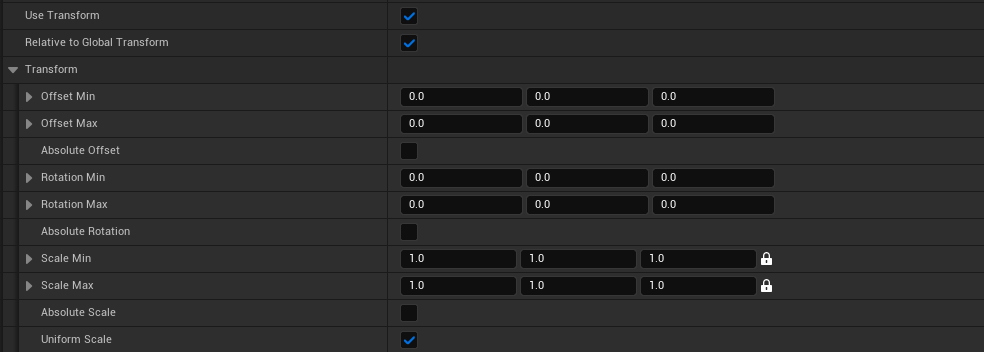 Use Transform
Relative to Global Transform
Transform
Offset Min 0.0 0.0 0.0
Offset Max 0.0 0.0 0.0
Absolute Offset
Rotation Min 0.0 0.0 0.0
Rotation Max 0.0 0.0 0.0
Absolute Rotation
Scale Min 1.0 1.0 1.0
Scale Max 1.0 1.0 1.0
Absolute Scale
Uniform Scale